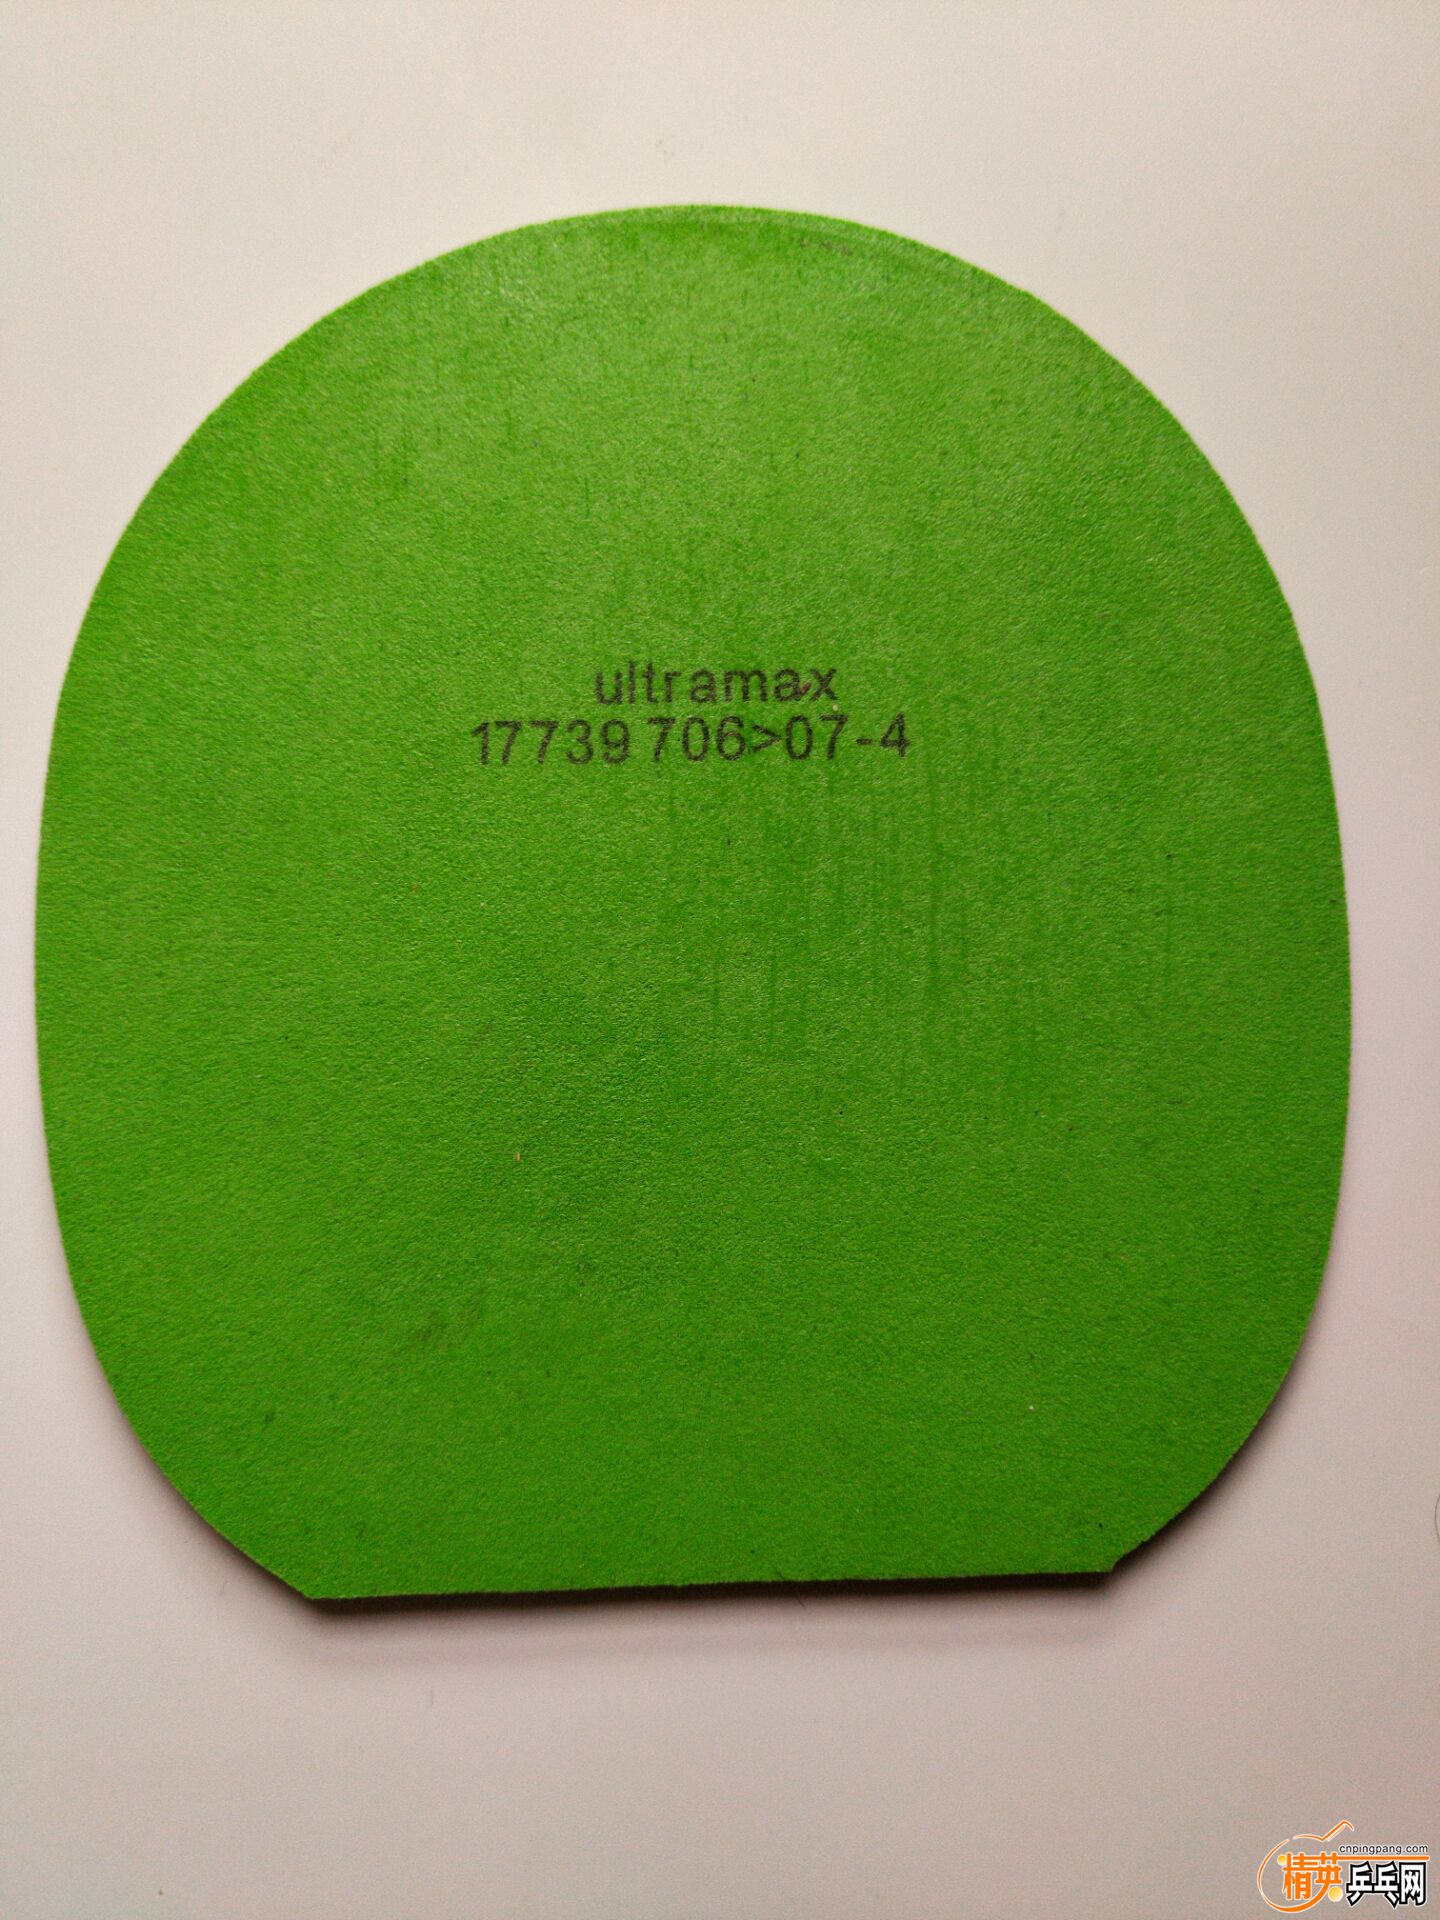 ultramax
17739 706>07-4
cnpingpang.com
精英乒乓网